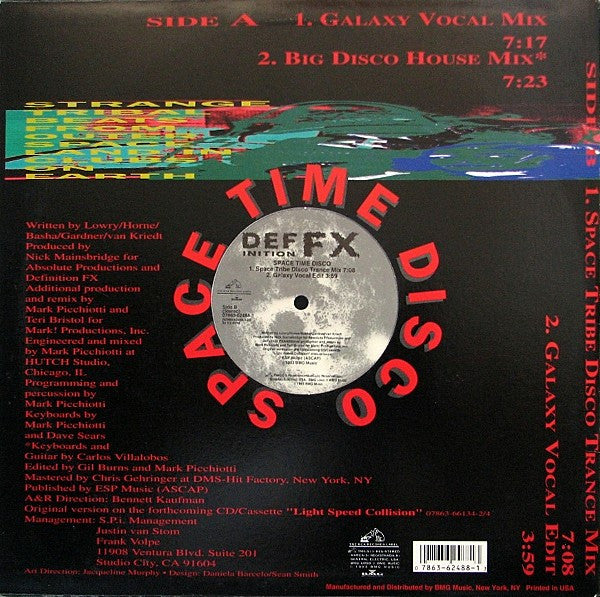 SIDE A 1. GALAXY VOCAL MIX
7:17
2. BIG DISCO HOUSE MIX*
7:23
STRANGE
TRIBAL
BEATS
FROM
OUTER
SPACE
EARTH
SIDE B 1. SPACE TRIBE DISCO TRANCE MIX
7:08
2. GALAXY VOCAL EDIT
3:59
SPACE TIME DISCO
DEF FX
INITION
SPACE TIME DISCO
1. Space Tribe Disco Trance Mix 7:08
2. Galaxy Vocal Edit 3:59
Side B
Written by Lowry/Horne/
Basha/Gardner/van Kriedt
Produced by
Nick Mainsbridge for
Absolute Productions and
Definition FX
Additional production
and remix by
Mark Picchiotti and
Teri Bristol for
Mark! Productions, Inc.
Engineered and mixed
by Mark Picchiotti at
HUTCH Studio,
Chicago, IL
Programming and
percussion by
Mark Picchiotti
Keyboards by
Mark Picchiotti
and Dave Sears
*Keyboards and
Guitar by Carlos Villalobos
Edited by Gil Burns and Mark Picchiotti
Mastered by Chris Gehringer at DMS-Hit Factory, New York, NY
Published by ESP Music (ASCAP)
A&R Direction: Bennett Kaufman
Original version on the forthcoming CD/Cassette "Light Speed Collision" 07863-66134-2/4
Management: S.P.i. Management
Justin van Stom
Frank Volpe
11908 Ventura Blvd. Suite 201
Studio City, CA 91604
Art Direction: Jacqueline Murphy • Design: Daniela Barcelo/Sean Smith
0 7863-62488-1
Manufactured and Distributed by BMG Music, New York, NY Printed in USA